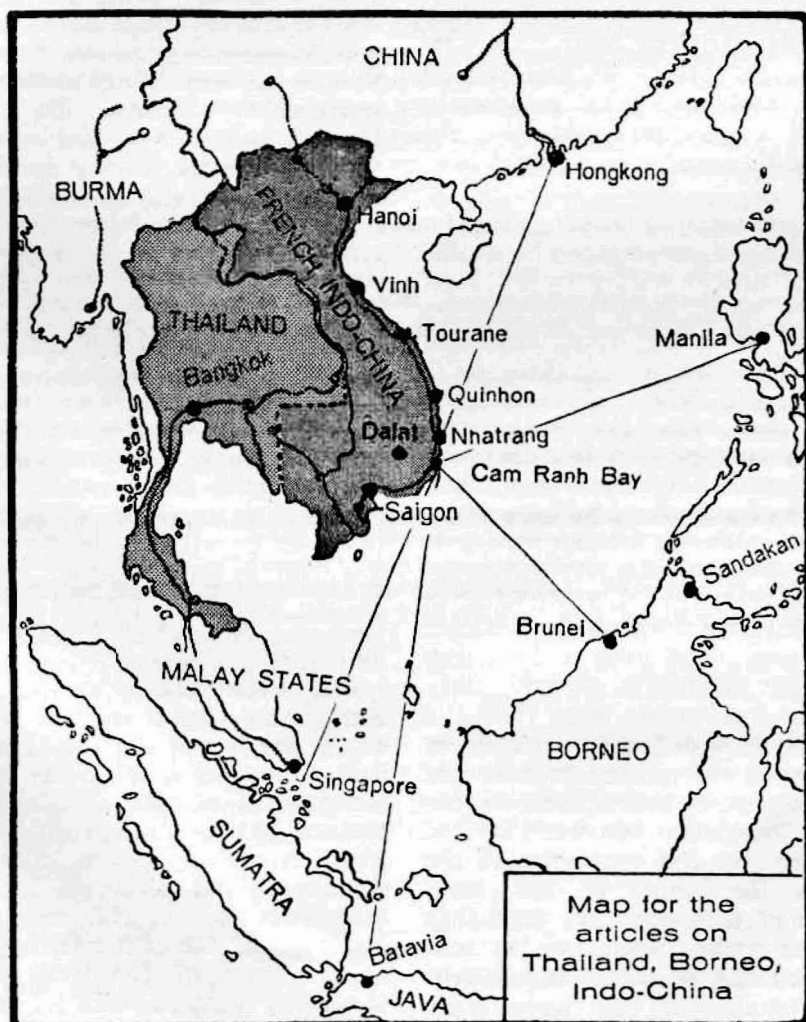 CHINA
Hongkong
BURMA
Hanoi
FRENCH INDO-CHINA
Vinh
THAILAND
Tourane
Manila
Bangkok
Quinhon
Dalat
Nhatrang
Cam Ranh Bay
Saigon
Sandakan
Brunei
MALAY STATES
BORNEO
Singapore
SUMATRA
Map for the
articles on
Thailand, Borneo,
Indo-China
Batavia
JAVA